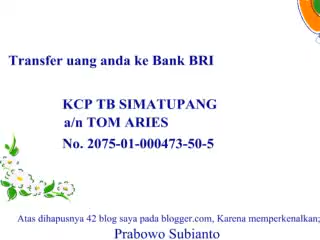 Transfer uang anda ke Bank BRI
KCP TB SIMATUPANG
a/n TOM ARIES
No. 2075-01-000473-50-5
Atas dihapusnya 42 blog saya pada blogger.com, Karena memperkenalkan;
Prabowo Subianto